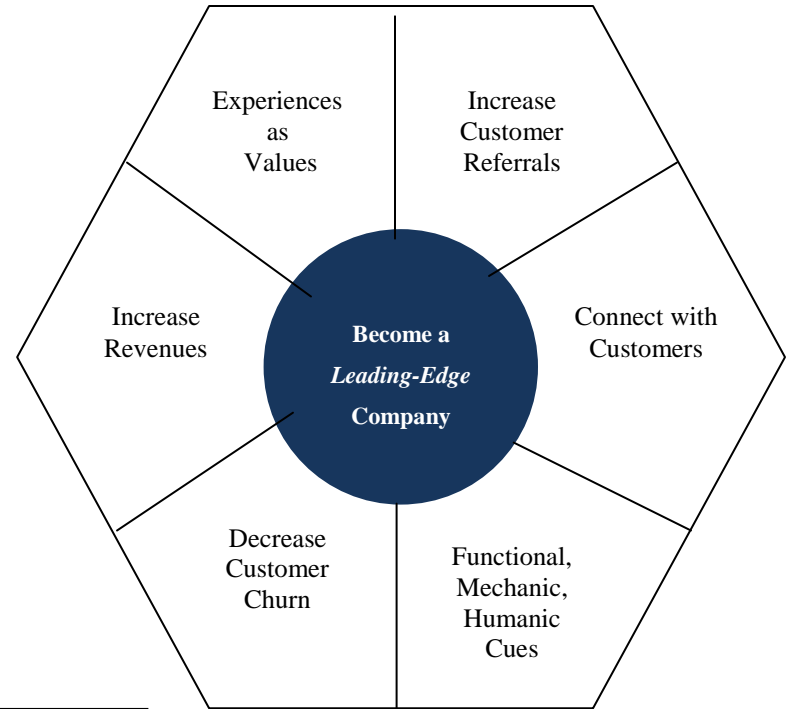 Experiences
as
Values
Increase
Customer
Referrals
Increase
Revenues
Become a
Leading-Edge
Company
Connect with
Customers
Decrease
Customer
Churn
Functional,
Mechanic,
Humanic
Cues